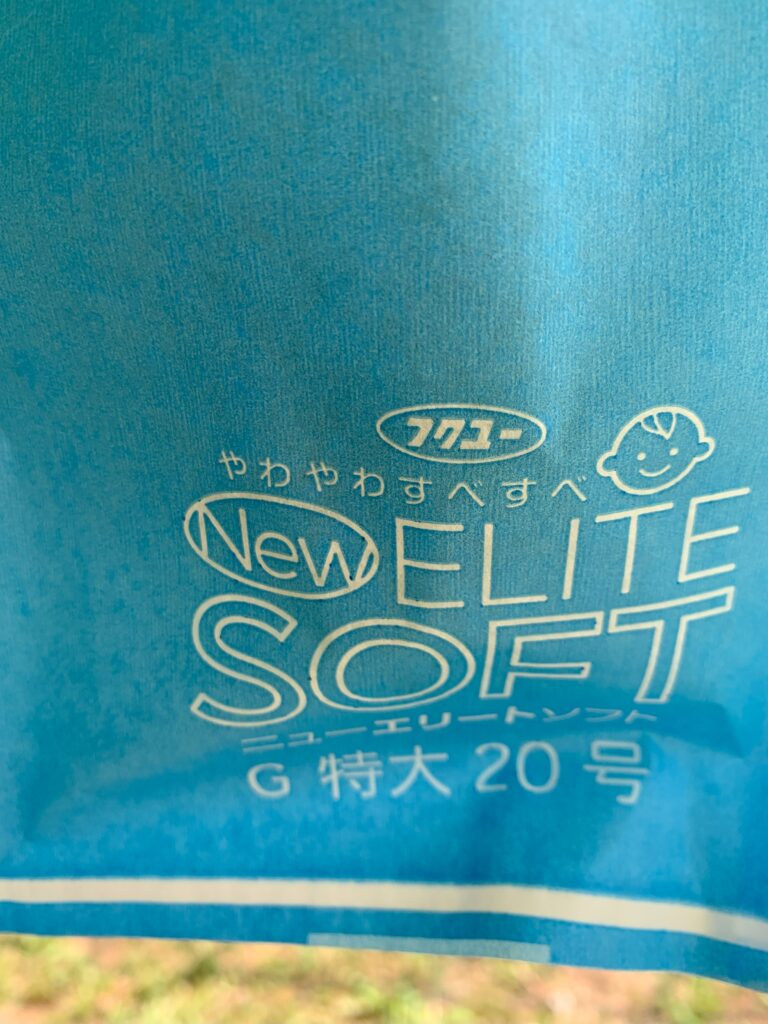 フクユー
やわやわすべすべ
New ELITE
SOFT
ニューエリートソフト
G 特大 20 号